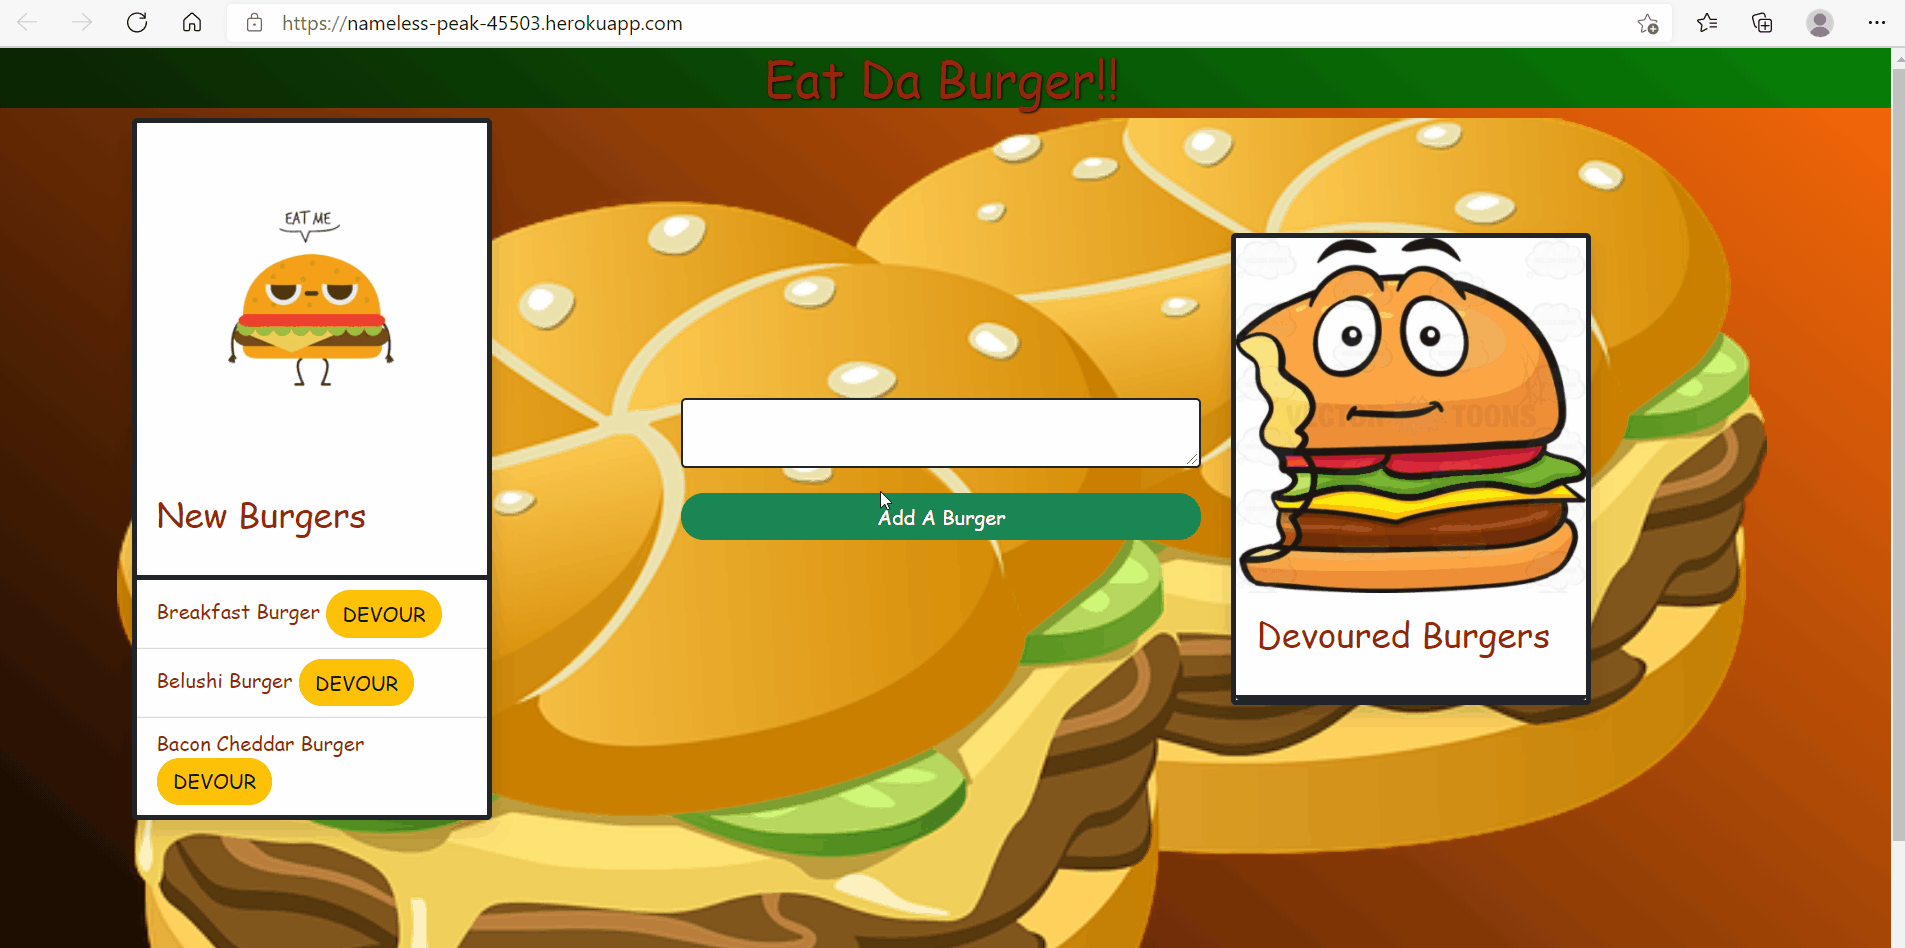 https://nameless-peak-45503.herokuapp.com
Eat Da Burger!!
EAT ME
New Burgers
Breakfast Burger DEVOUR
Belushi Burger DEVOUR
Bacon Cheddar Burger
DEVOUR
Add A Burger
VECTOR TOONS
Devoured Burgers